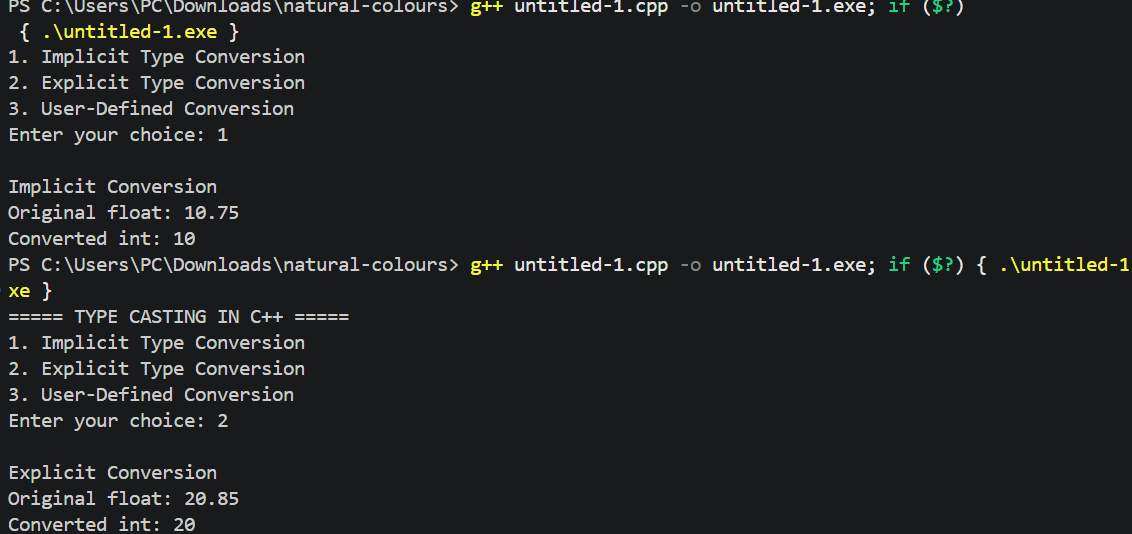 PS C:\Users\PC\Downloads\natural-colours> g++ untitled-1.cpp -o untitled-1.exe; if ($?)
{ .\untitled-1.exe }
1. Implicit Type Conversion
2. Explicit Type Conversion
3. User-Defined Conversion
Enter your choice: 1
Implicit Conversion
Original float: 10.75
Converted int: 10
PS C:\Users\PC\Downloads\natural-colours> g++ untitled-1.cpp -o untitled-1.exe; if ($?) { .\untitled-1
xe }
===== TYPE CASTING IN C++ =====
1. Implicit Type Conversion
2. Explicit Type Conversion
3. User-Defined Conversion
Enter your choice: 2
Explicit Conversion
Original float: 20.85
Converted int: 20